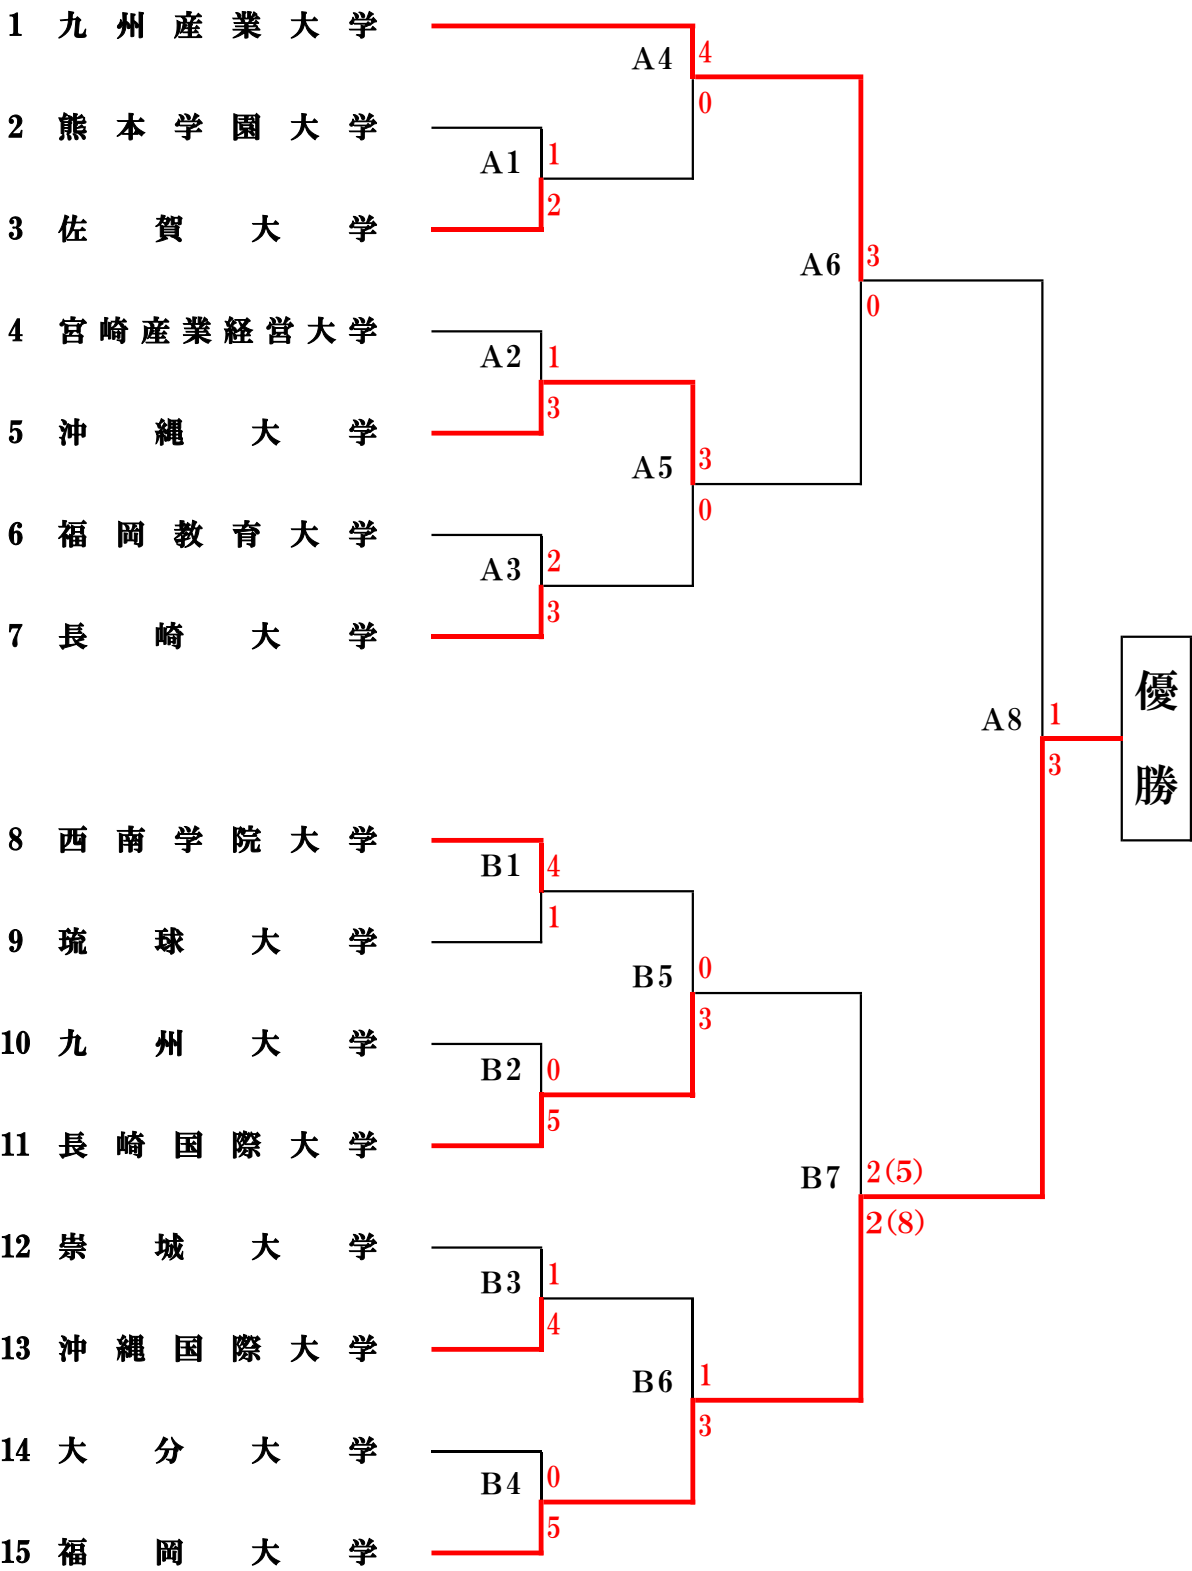 1 九州産業大学
A4 4
0
2 熊本学園大学
A1 1
2
3 佐賀大学
A6 3
0
4 宮崎産業経営大学
A2 1
3
5 沖縄大学
A5 3
0
6 福岡教育大学
A3 2
3
7 長崎大学
A8 1
3
優勝
8 西南学院大学
B1 4
1
9 琉球大学
B5 0
3
10 九州大学
B2 0
5
11 長崎国際大学
B7 2(5)
2(8)
12 崇城大学
B3 1
4
13 沖縄国際大学
B6 1
3
14 大分大学
B4 0
5
15 福岡大学